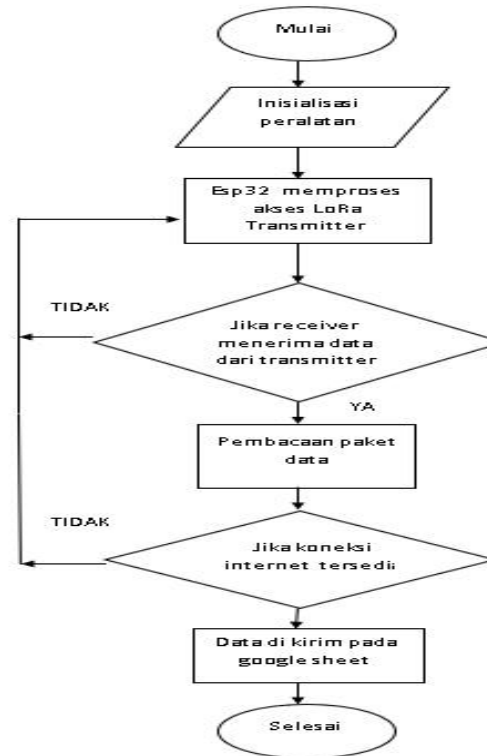 Mulai
Inisialisasi
peralatan
Esp32 memproses
akses LoRa
Transmitter
TIDAK
Jika receiver
menerima data
dari transmitter
YA
Pembacaan paket
data
TIDAK
Jika koneksi
internet tersedi
Data di kirim pada
google sheet
Selesai